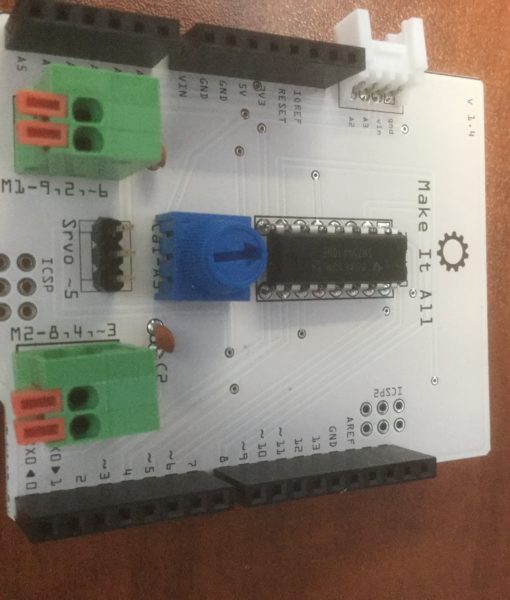 v 1.4
Make It All
gnd
vin
A3
A2
ICSP2
AREF
GND
13
12
~11
~10
~9
8
7
~6
~5
4
~3
2
▶ 1
◀ 0
IOREF
RESET
3V3
5V
GND
GND
VIN
A5
C2
Srvo ~5
ICSP
M1-9,2,~6
M2-8,4,~3